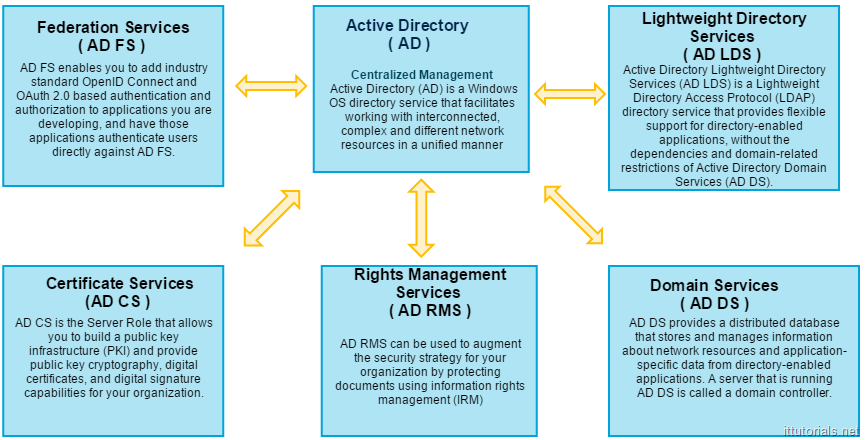 Federation Services
( AD FS )
AD FS enables you to add industry
standard OpenID Connect and
OAuth 2.0 based authentication and
authorization to applications you are
developing, and have those
applications authenticate users
directly against AD FS.
Active Directory
( AD )
Centralized Management
Active Directory (AD) is a Windows
OS directory service that facilitates
working with interconnected,
complex and different network
resources in a unified manner
Lightweight Directory
Services
( AD LDS )
Active Directory Lightweight Directory
Services (AD LDS) is a Lightweight
Directory Access Protocol (LDAP)
directory service that provides flexible
support for directory-enabled
applications, without the
dependencies and domain-related
restrictions of Active Directory Domain
Services (AD DS).
Certificate Services
(AD CS )
AD CS is the Server Role that allows
you to build a public key
infrastructure (PKI) and provide
public key cryptography, digital
certificates, and digital signature
capabilities for your organization.
Rights Management
Services
( AD RMS )
AD RMS can be used to augment
the security strategy for your
organization by protecting
documents using information rights
management (IRM)
Domain Services
( AD DS )
AD DS provides a distributed database
that stores and manages information
about network resources and application-
specific data from directory-enabled
applications. A server that is running
AD DS is called a domain controller.
ittutorials.net